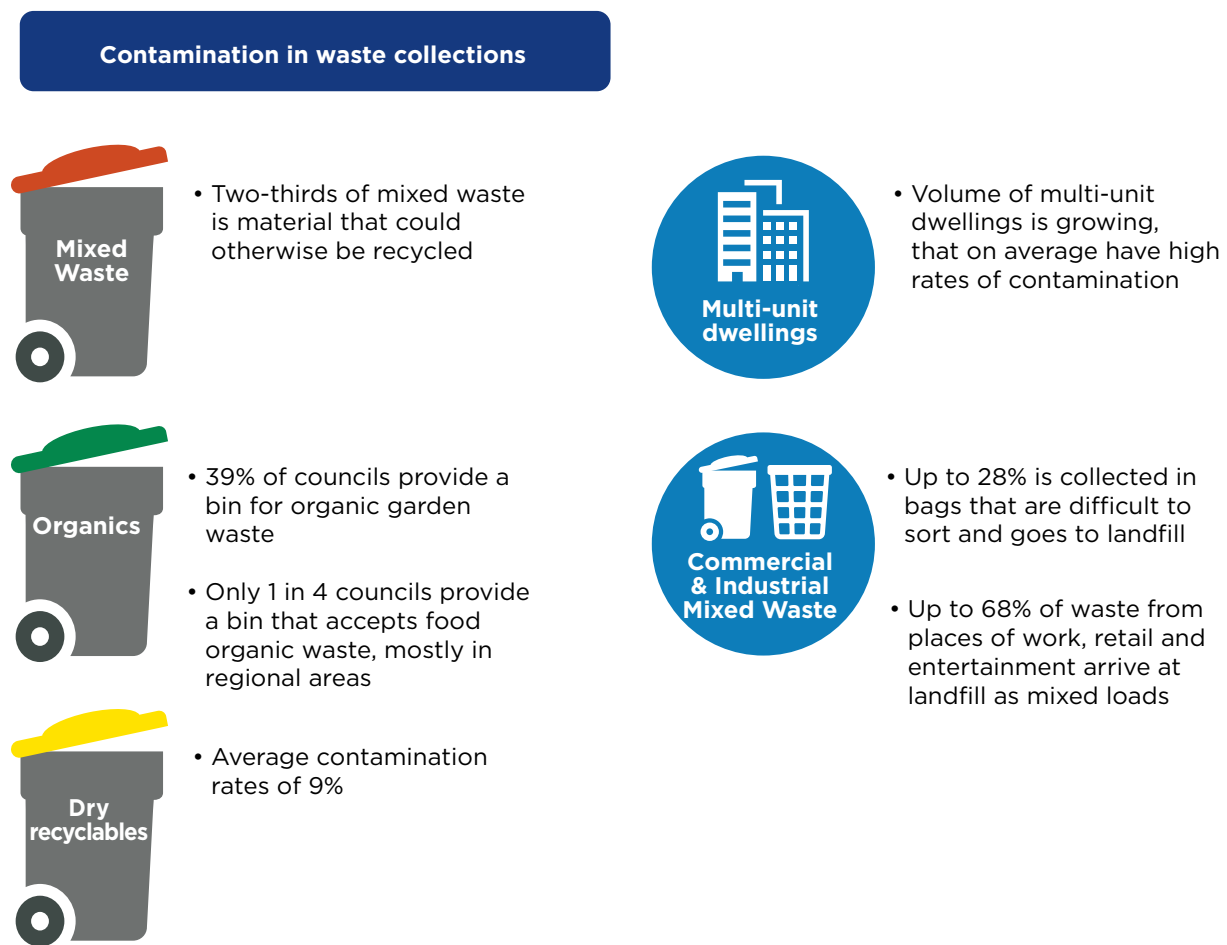 Contamination in waste collections
Mixed
Waste
• Two-thirds of mixed waste
is material that could
otherwise be recycled
Organics
• 39% of councils provide a
bin for organic garden
waste
• Only 1 in 4 councils provide
a bin that accepts food
organic waste, mostly in
regional areas
Dry
recyclables
• Average contamination
rates of 9%
Multi-unit
dwellings
• Volume of multi-unit
dwellings is growing,
that on average have high
rates of contamination
Commercial
& Industrial
Mixed Waste
• Up to 28% is collected in
bags that are difficult to
sort and goes to landfill
• Up to 68% of waste from
places of work, retail and
entertainment arrive at
landfill as mixed loads